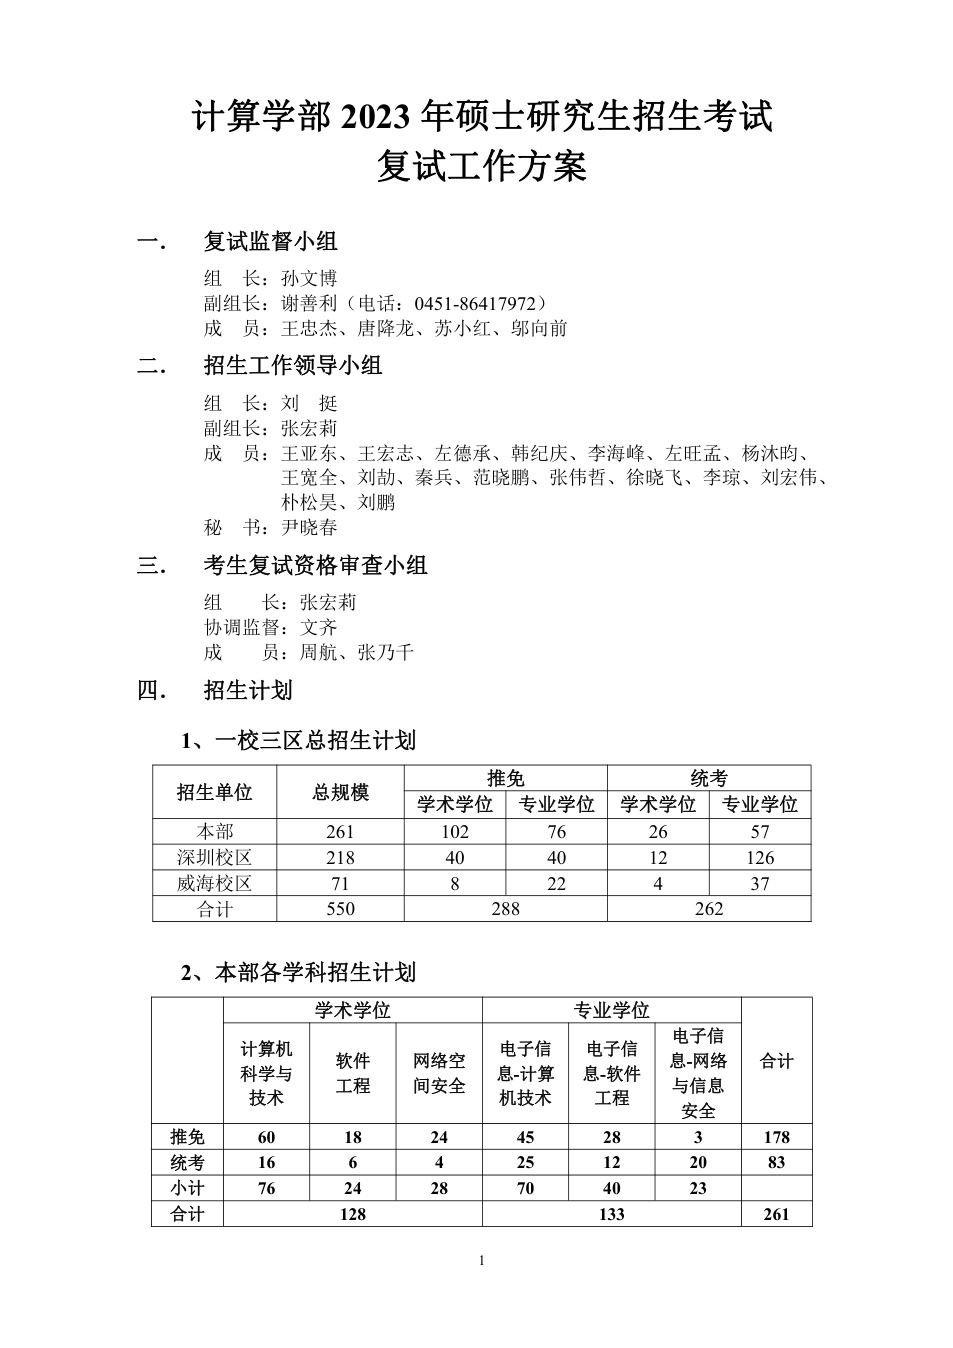 计算学部 2023 年硕士研究生招生考试
复试工作方案
一. 复试监督小组
组 长：孙文博
副组长：谢善利（电话：0451-86417972）
成 员：王忠杰、唐降龙、苏小红、邬向前
二. 招生工作领导小组
组 长：刘 挺
副组长：张宏莉
成 员：王亚东、王宏志、左德承、韩纪庆、李海峰、左旺孟、杨沐昀、
王宽全、刘劼、秦兵、范晓鹏、张伟哲、徐晓飞、李琼、刘宏伟、
朴松昊、刘鹏
秘 书：尹晓春
三. 考生复试资格审查小组
组 长：张宏莉
协调监督：文齐
成 员：周航、张乃千
四. 招生计划
1、一校三区总招生计划
招生单位 总规模 推免 统考
学术学位 专业学位 学术学位 专业学位
本部 261 102 76 26 57
深圳校区 218 40 40 12 126
威海校区 71 8 22 4 37
合计 550 288 262
2、本部各学科招生计划
学术学位 专业学位 合计
计算机科学与技术 软件工程 网络空间安全 电子信息-计算机技术 电子信息-软件工程 电子信息-网络与信息安全
推免 60 18 24 45 28 3 178
统考 16 6 4 25 12 20 83
小计 76 24 28 70 40 23
合计 128 133 261
1